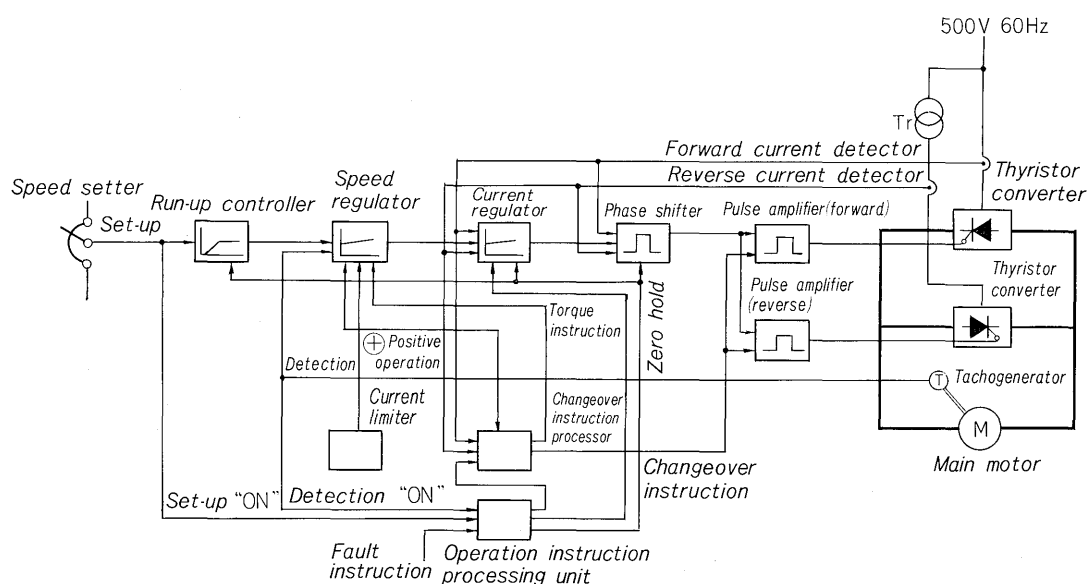 500V 60Hz
Tr
Forward current detector
Reverse current detector
Thyristor
converter
Speed setter
Set-up
Run-up controller
Speed
regulator
Current
regulator
Phase shifter
Pulse amplifier (forward)
Pulse amplifier
(reverse)
Thyristor
converter
Zero hold
Torque
instruction
Detection
+ Positive
operation
Current
limiter
Changeover
instruction
processor
Changeover
instruction
T Tachogenerator
M
Main motor
Set-up "ON"
Detection "ON"
Fault
instruction
Operation instruction
processing unit